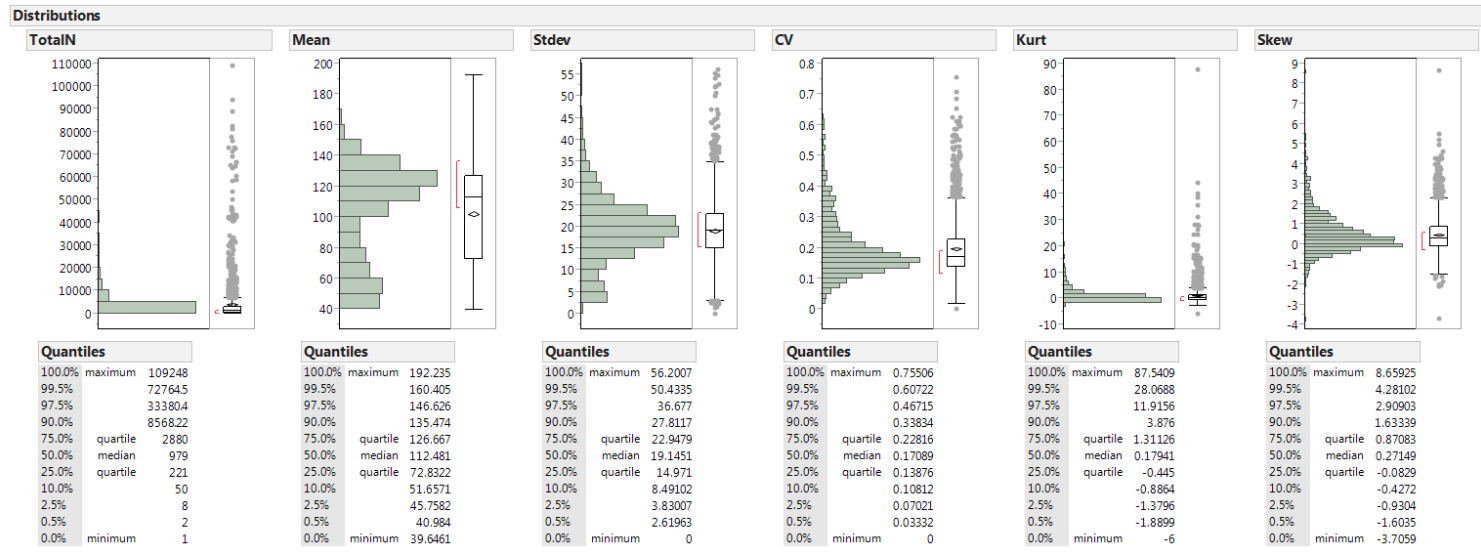 Distributions
TotalN
110000
100000
90000
80000
70000
60000
50000
40000
30000
20000
10000
0
Quantiles
100.0% maximum 109248
99.5% 72764.5
97.5% 33380.4
90.0% 8568.22
75.0% quartile 2880
50.0% median 979
25.0% quartile 221
10.0% 50
2.5% 8
0.5% 2
0.0% minimum 1
Mean
200
180
160
140
120
100
80
60
40
Quantiles
100.0% maximum 192.235
99.5% 160.405
97.5% 146.626
90.0% 135.474
75.0% quartile 126.667
50.0% median 112.481
25.0% quartile 72.8322
10.0% 51.6571
2.5% 45.7582
0.5% 40.984
0.0% minimum 39.6461
Stdev
55
50
45
40
35
30
25
20
15
10
5
0
Quantiles
100.0% maximum 56.2007
99.5% 50.4335
97.5% 36.677
90.0% 27.8117
75.0% quartile 22.9479
50.0% median 19.1451
25.0% quartile 14.971
10.0% 8.49102
2.5% 3.83007
0.5% 2.61963
0.0% minimum 0
CV
0.8
0.7
0.6
0.5
0.4
0.3
0.2
0.1
0
Quantiles
100.0% maximum 0.75506
99.5% 0.60722
97.5% 0.46715
90.0% 0.33834
75.0% quartile 0.22816
50.0% median 0.17089
25.0% quartile 0.13876
10.0% 0.10812
2.5% 0.07021
0.5% 0.03332
0.0% minimum 0
Kurt
90
80
70
60
50
40
30
20
10
0
-10
Quantiles
100.0% maximum 87.5409
99.5% 28.0688
97.5% 11.9156
90.0% 3.876
75.0% quartile 1.31126
50.0% median 0.17941
25.0% quartile -0.445
10.0% -0.8864
2.5% -1.3796
0.5% -1.8899
0.0% minimum -6
Skew
9
8
7
6
5
4
3
2
1
0
-1
-2
-3
-4
Quantiles
100.0% maximum 8.65925
99.5% 4.28102
97.5% 2.90903
90.0% 1.63339
75.0% quartile 0.87083
50.0% median 0.27149
25.0% quartile -0.0829
10.0% -0.4272
2.5% -0.9304
0.5% -1.6035
0.0% minimum -3.7059